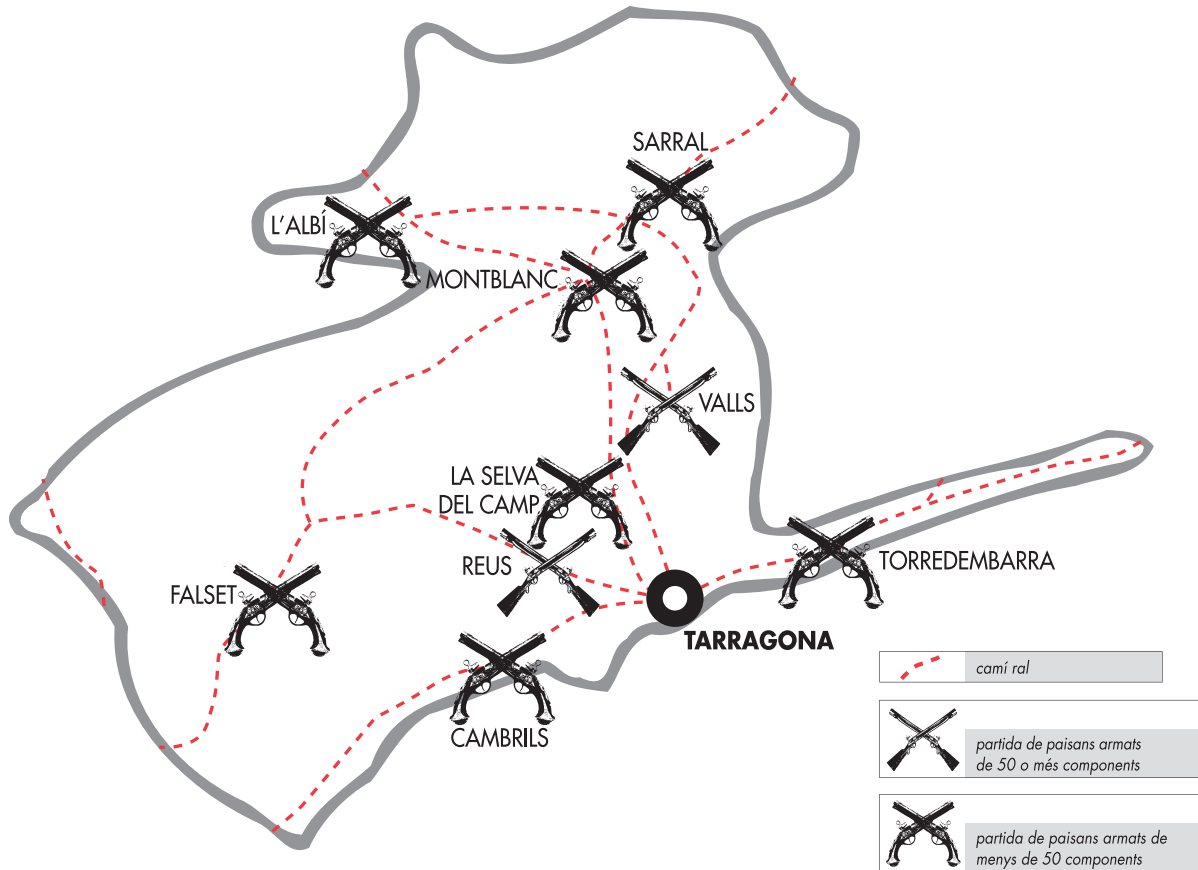 SARRAL
L'ALBÍ
MONTBLANC
VALLS
LA SELVA
DEL CAMP
REUS
TORREDEMBARRA
FALSET
TARRAGONA
CAMBRILS
camí ral
partida de paisans armats
de 50 o més components
partida de paisans armats de
menys de 50 components